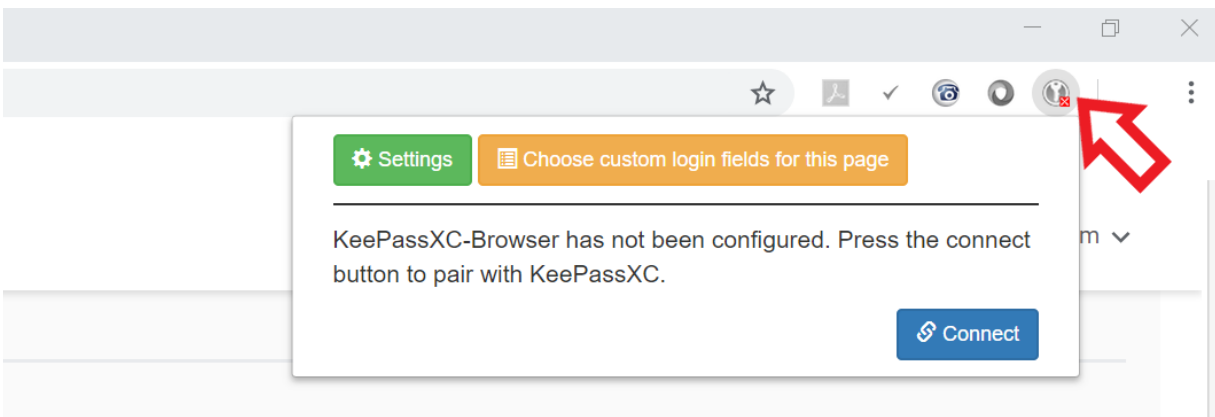 Settings
Choose custom login fields for this page
KeePassXC-Browser has not been configured. Press the connect
button to pair with KeePassXC.
m
Connect